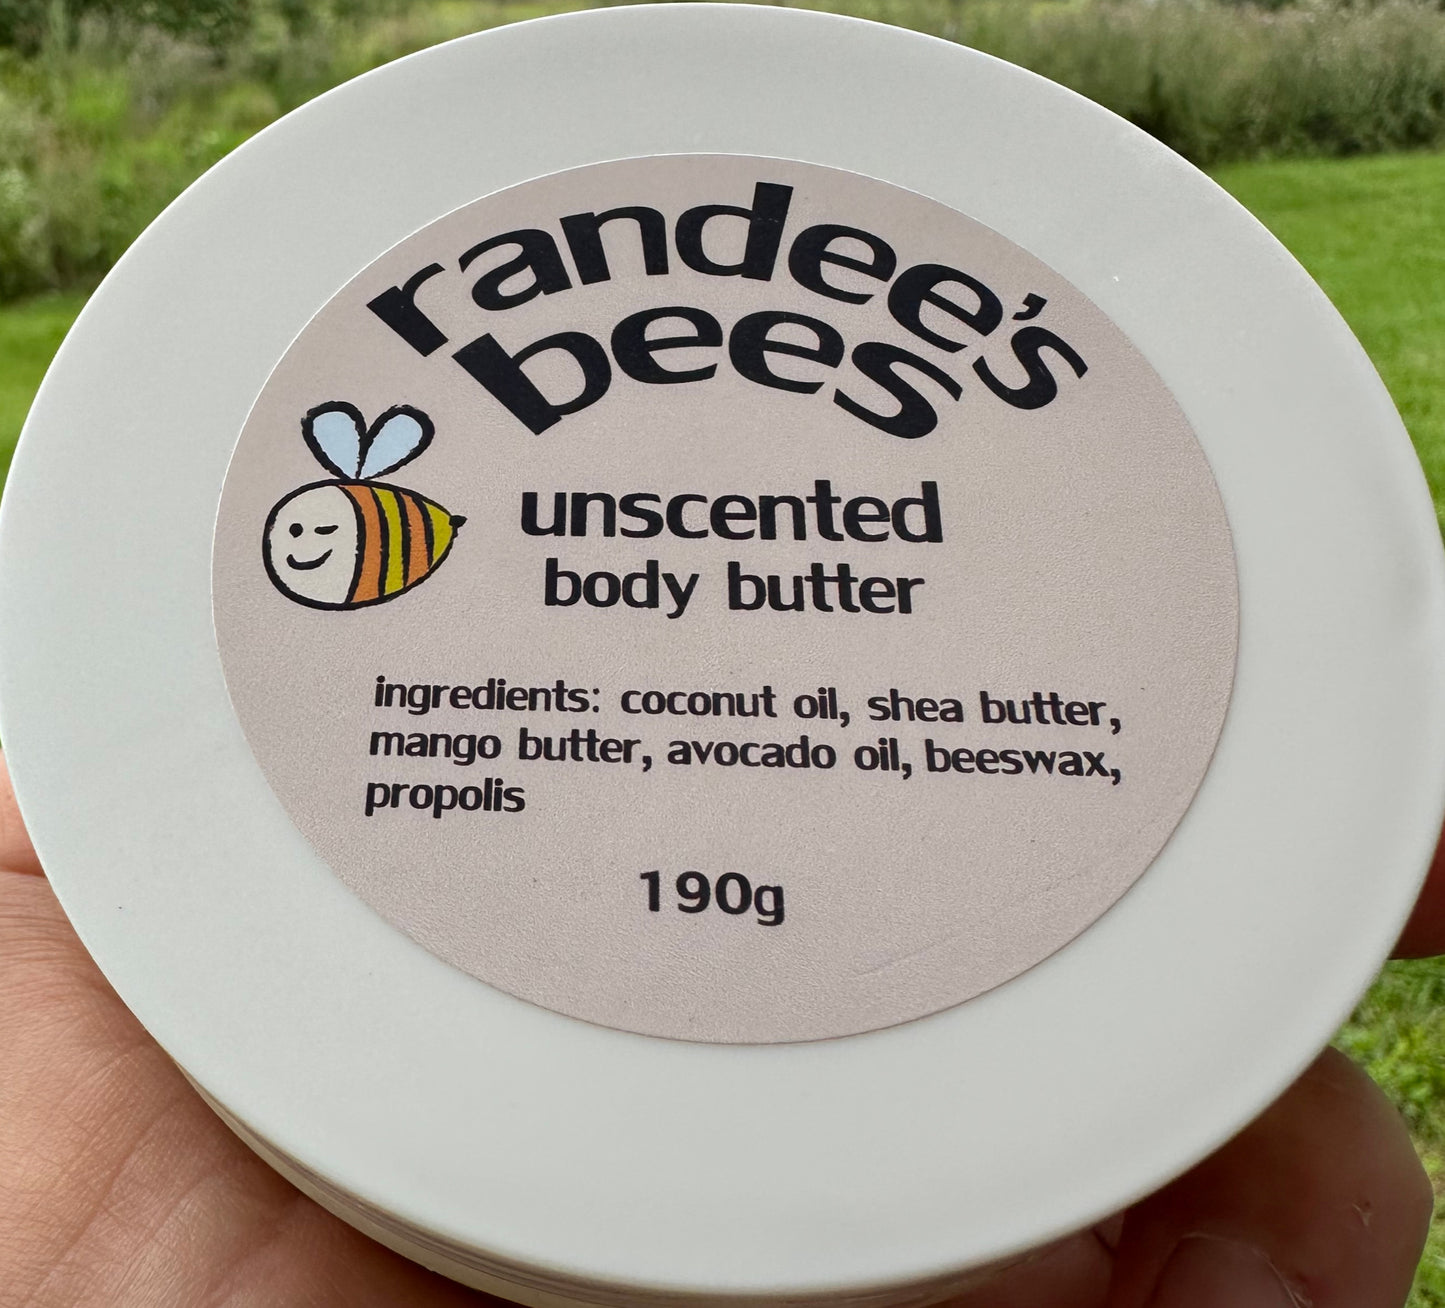 randee's
bees
unscented
body butter
ingredients: coconut oil, shea butter,
mango butter, avocado oil, beeswax,
propolis
190g